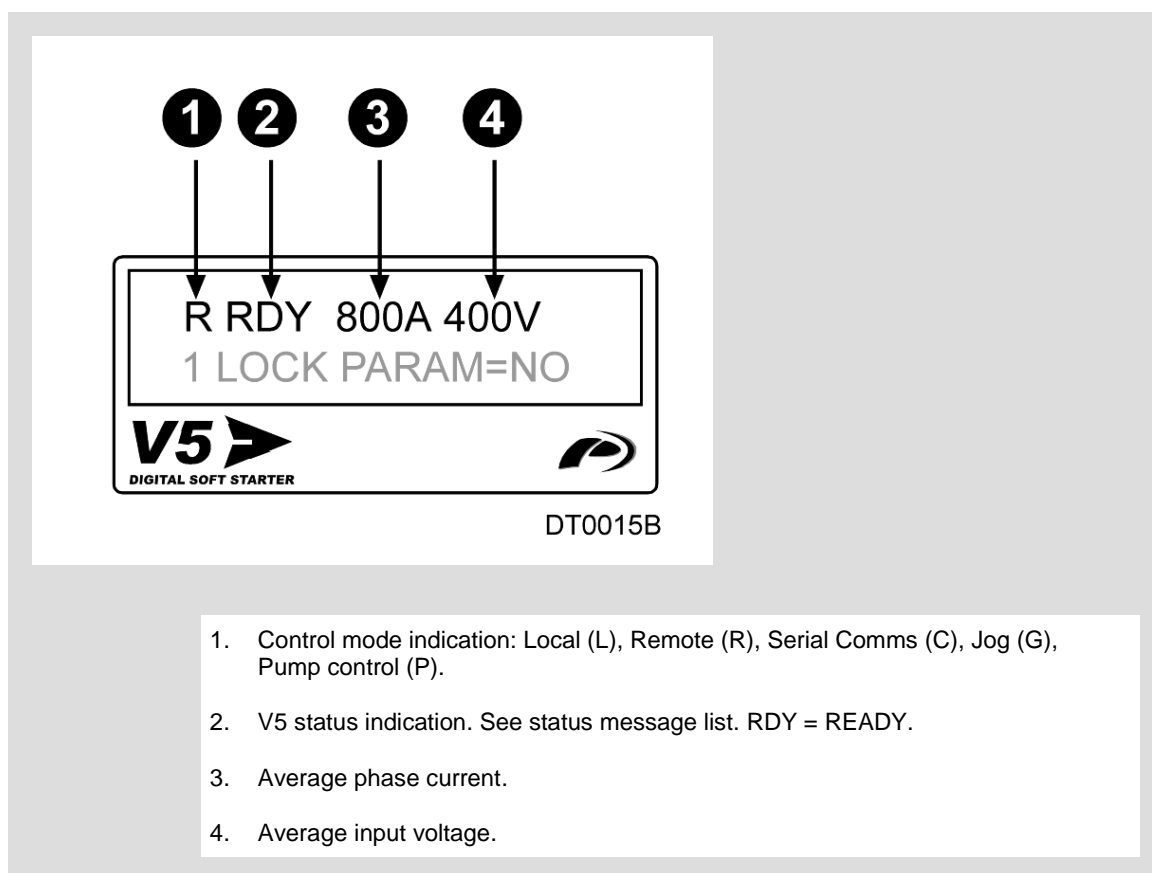 1 2 3 4
R RDY 800A 400V
1 LOCK PARAM=NO
V5
DIGITAL SOFT STARTER
DT0015B
1. Control mode indication: Local (L), Remote (R), Serial Comms (C), Jog (G),
Pump control (P).
2. V5 status indication. See status message list. RDY = READY.
3. Average phase current.
4. Average input voltage.